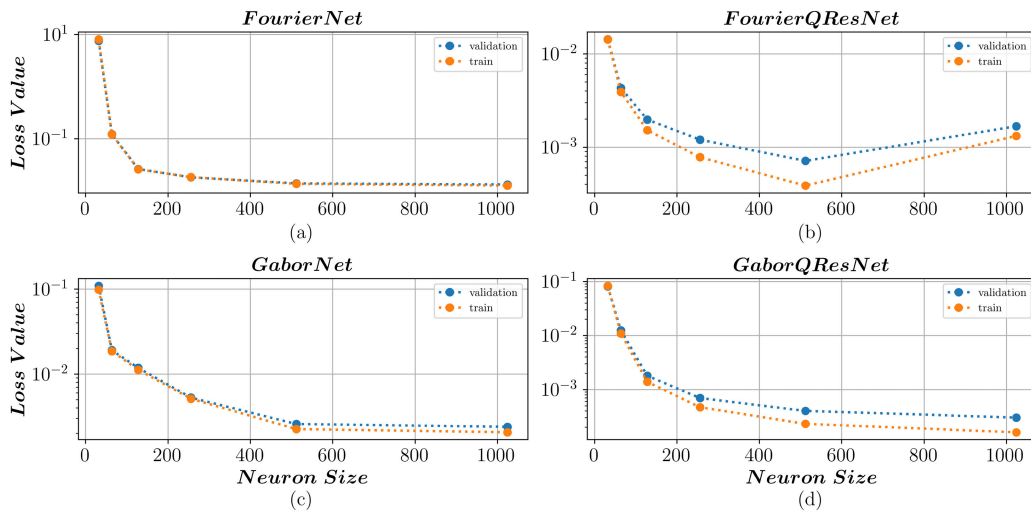 FourierNet
Loss Value
10¹
10⁻¹
validation
train
0 200 400 600 800 1000
(a)
FourierQResNet
10⁻²
10⁻³
validation
train
0 200 400 600 800 1000
(b)
GaborNet
Loss Value
10⁻¹
10⁻²
validation
train
0 200 400 600 800 1000
Neuron Size
(c)
GaborQResNet
10⁻¹
10⁻²
10⁻³
validation
train
0 200 400 600 800 1000
Neuron Size
(d)